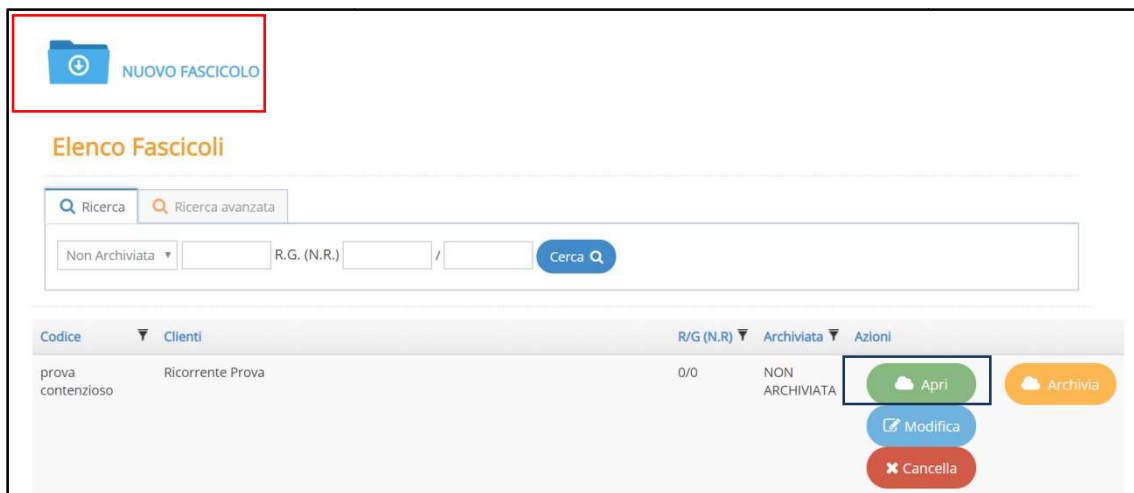 NUOVO FASCICOLO
Elenco Fascicoli
Ricerca Ricerca avanzata
Non Archiviata R.G. (N.R.) / Cerca
Codice Clienti R/G (N.R) Archiviata Azioni
prova Ricorrente Prova 0/0 NON Apri Archivia
contenzioso ARCHIVIATA
Modifica
Cancella